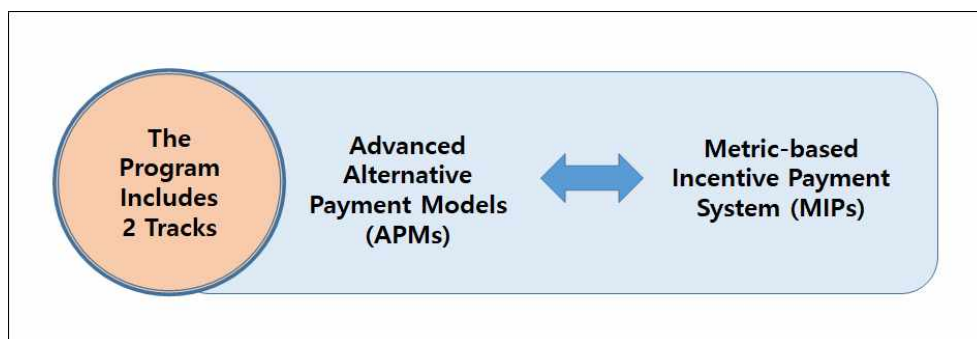 The
Program
Includes
2 Tracks
Advanced
Alternative
Payment Models
(APMs)
Metric-based
Incentive Payment
System (MIPs)